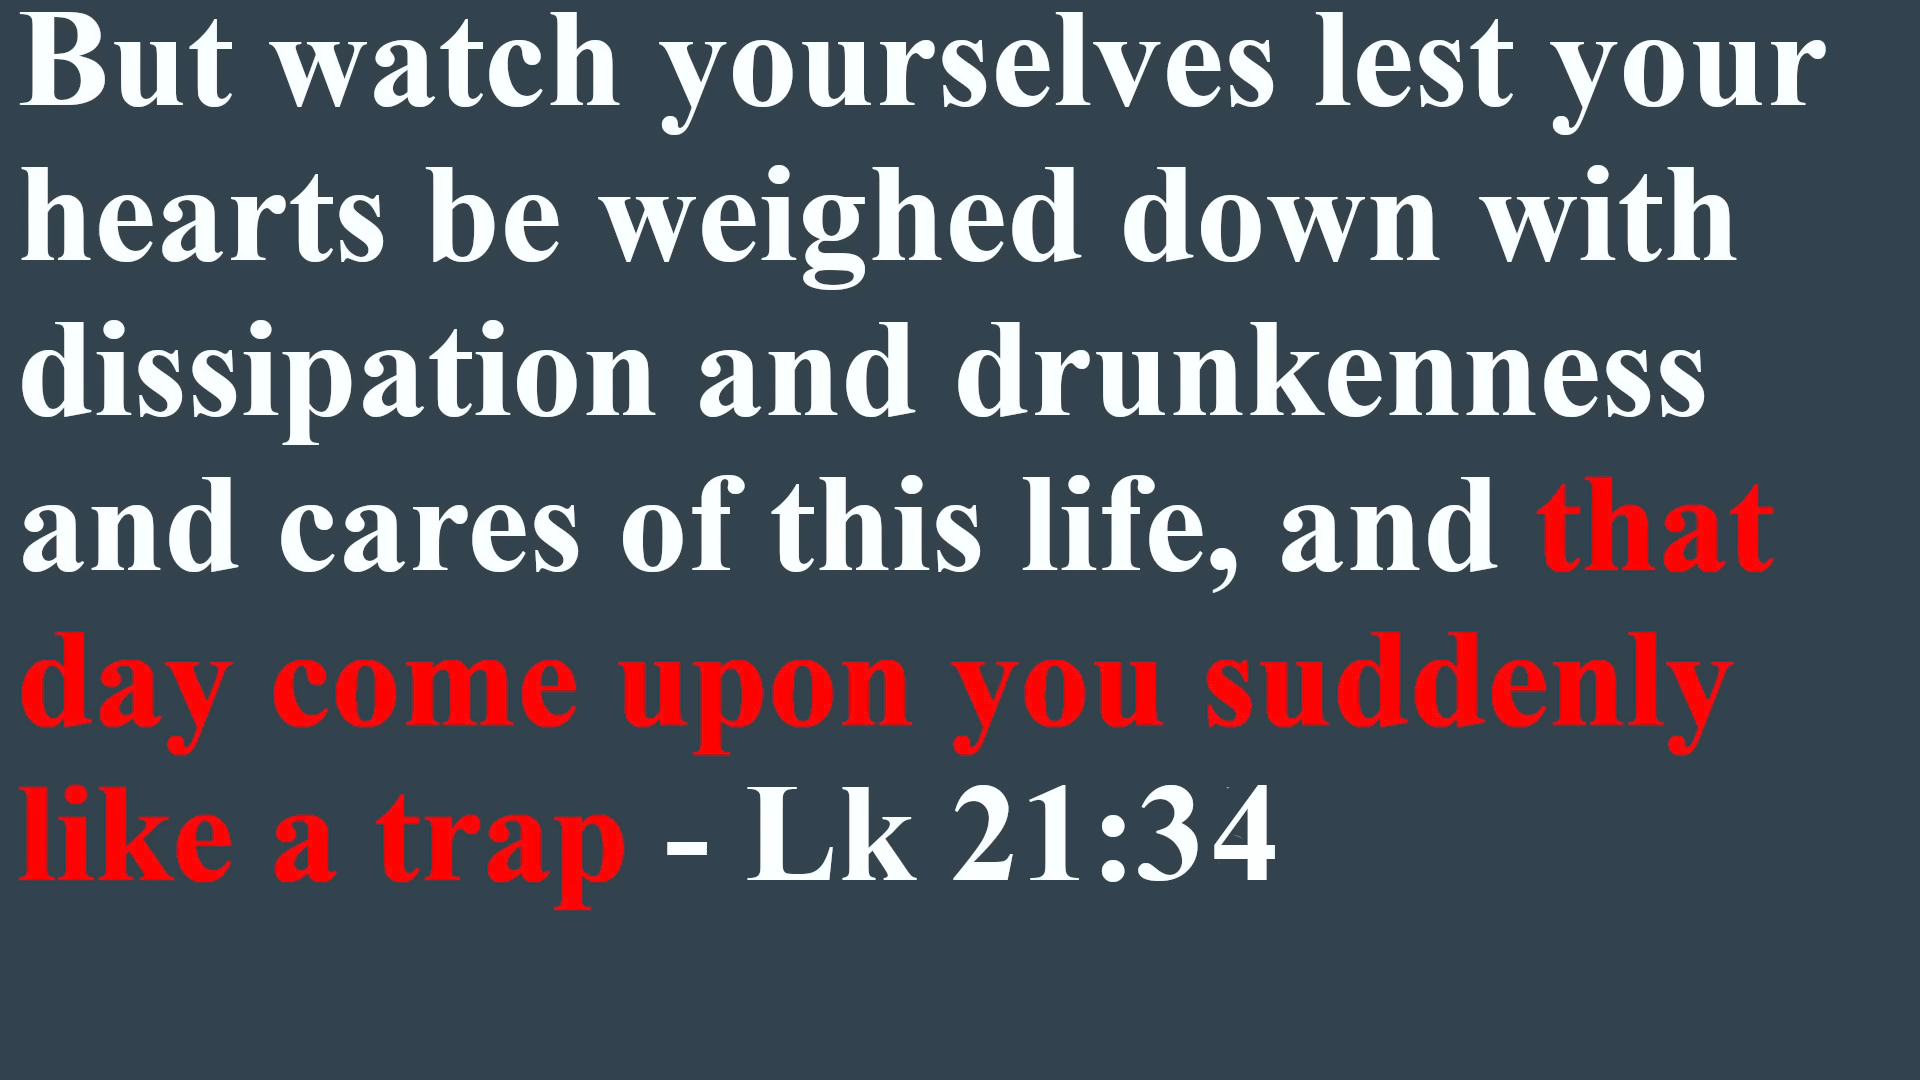 But watch yourselves lest your
hearts be weighed down with
dissipation and drunkenness
and cares of this life, and that
day come upon you suddenly
like a trap - Lk 21:34